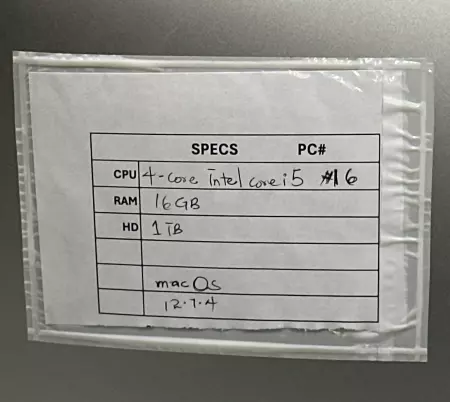 SPECS PC#
CPU 4-core Intel core i5 #16
RAM 16GB
HD 1TB
macOS
12.7.4